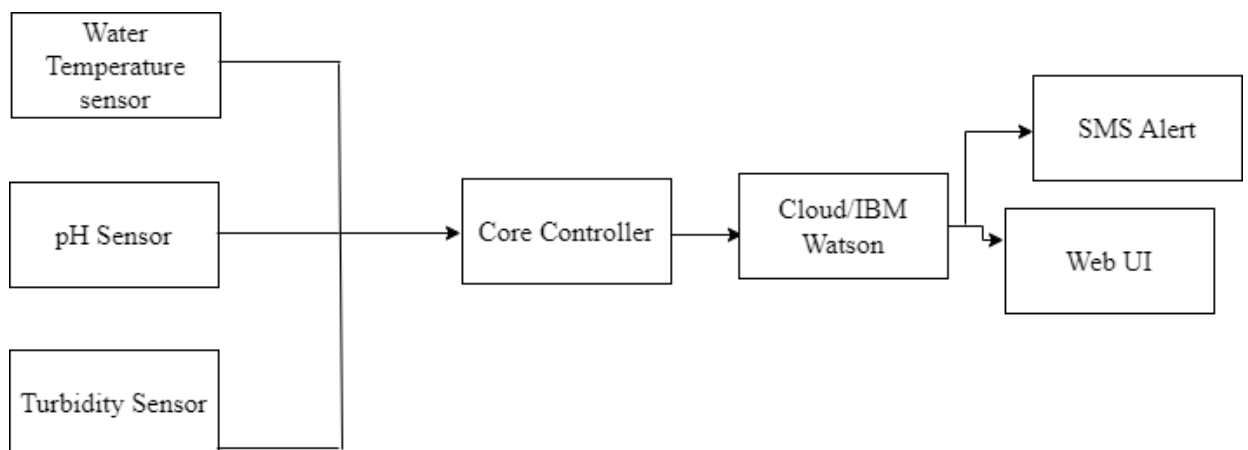 Water
Temperature
sensor
pH Sensor
Turbidity Sensor
Core Controller
Cloud/IBM
Watson
SMS Alert
Web UI